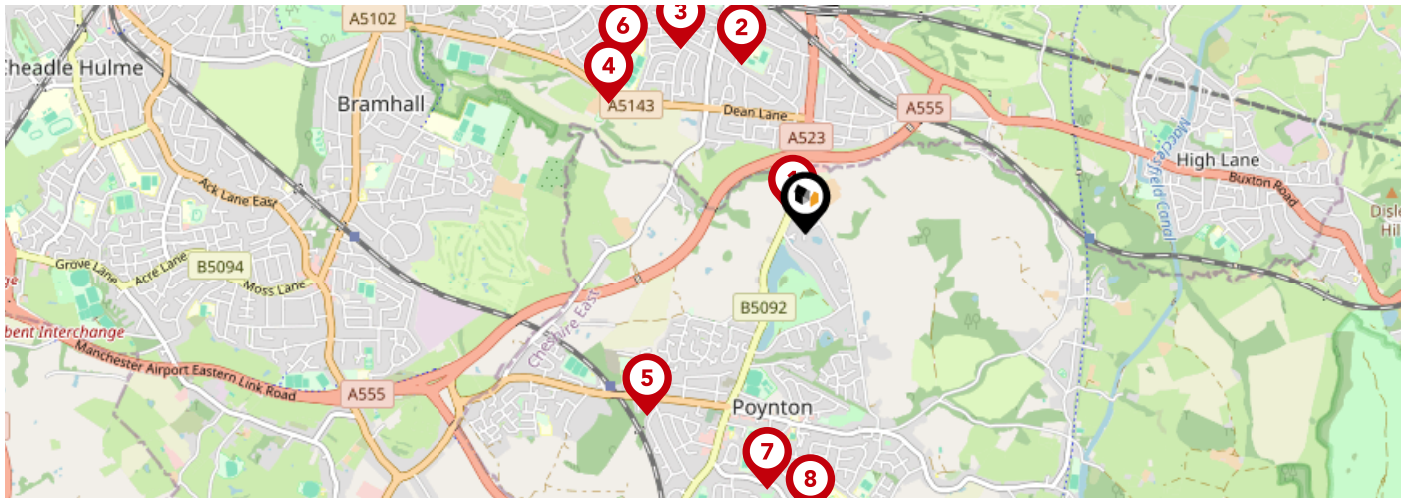 A5102
6
3
2
Cheadle Hulme
4
Bramhall
A5143
Dean Lane
A555
A523
High Lane
Macclesfield Canal
Buxton Road
Ack Lane East
B5094
Grove Lane
Acre Lane
Moss Lane
B5092
Cheshire East
bent Interchange
Manchester Airport Eastern Link Road
A555
5
Poynton
7
8